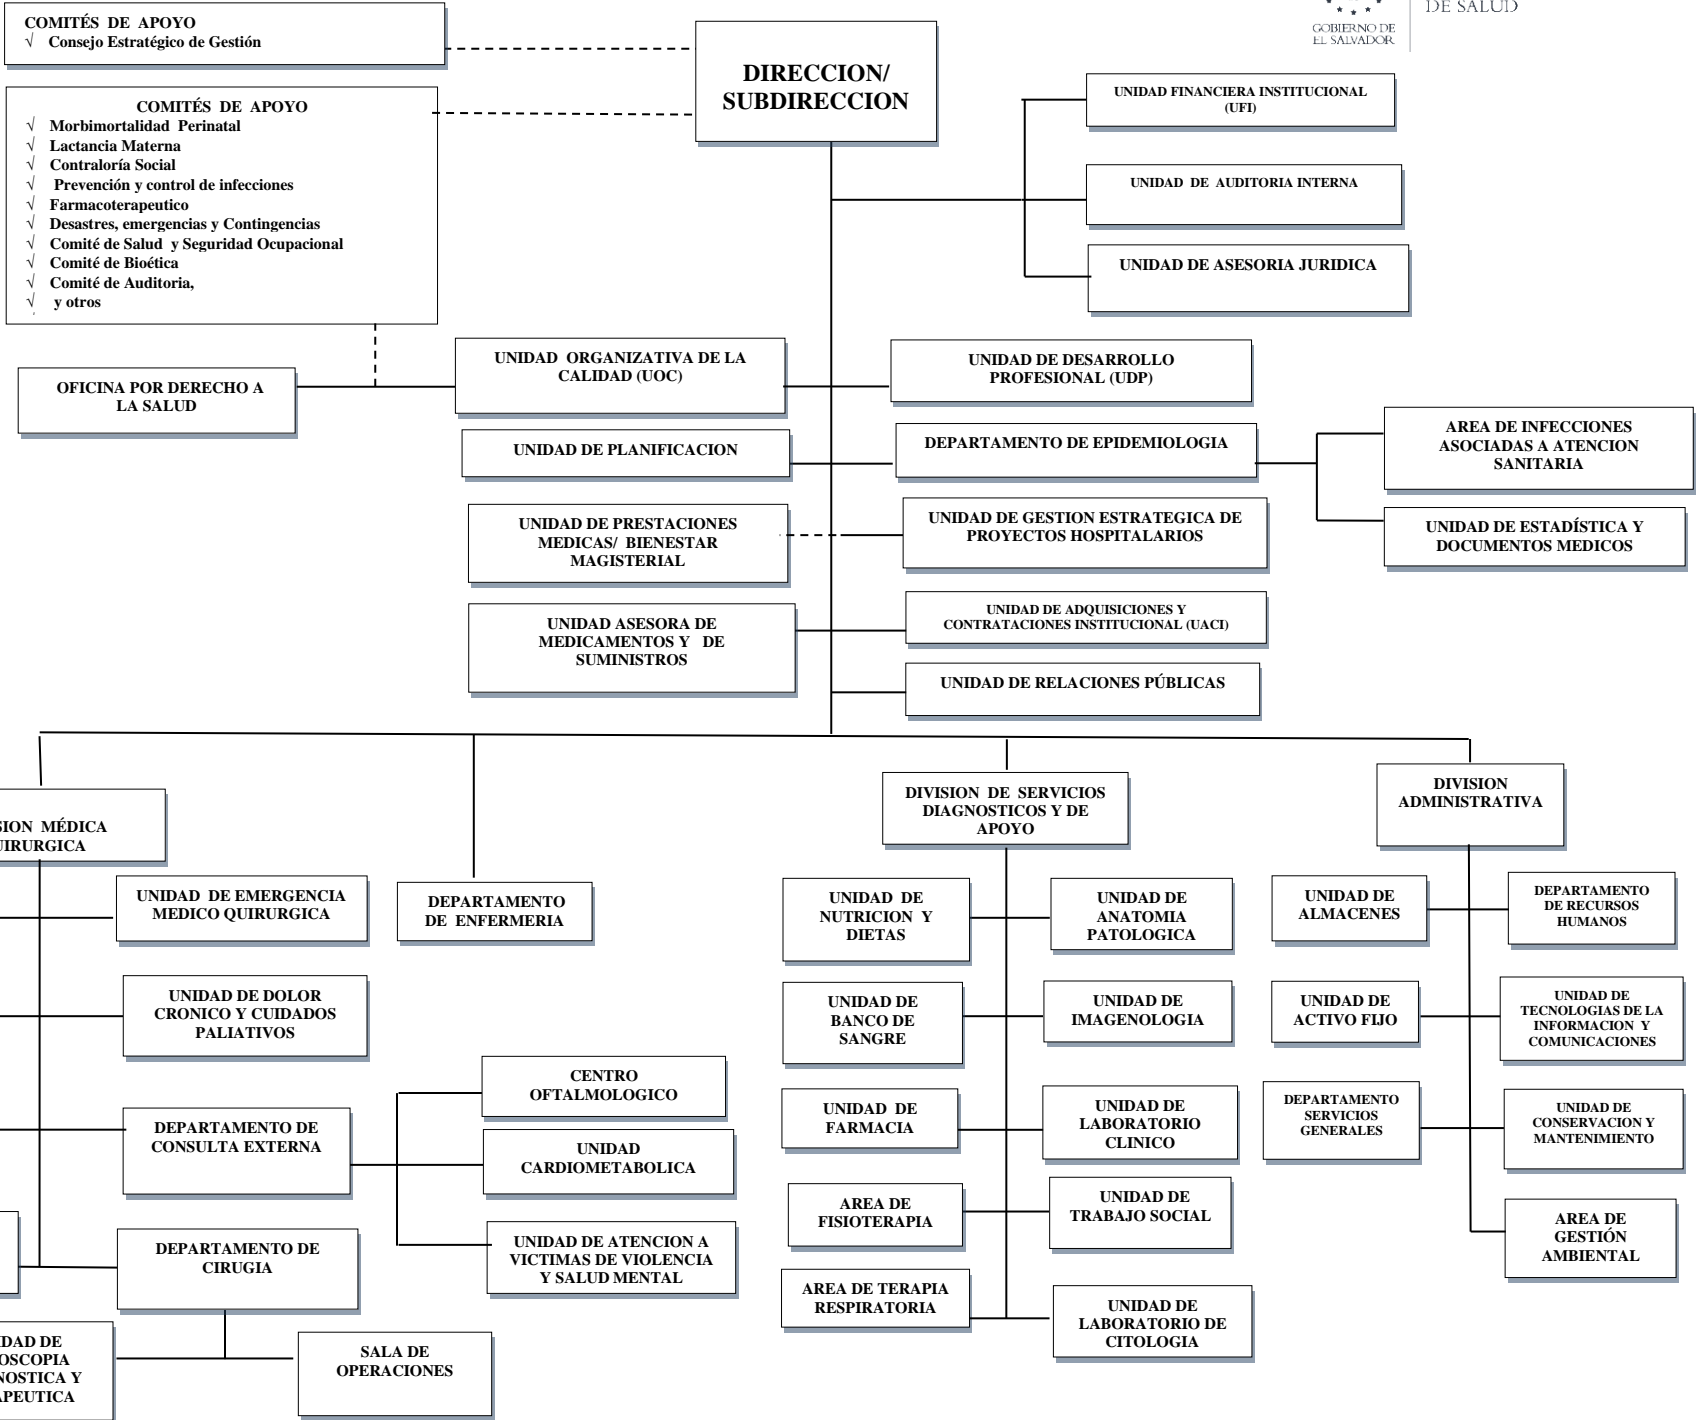 COMITÉS DE APOYO
√ Consejo Estratégico de Gestión
DE SALUD
GOBIERNO DE
EL SALVADOR
DIRECCION/
SUBDIRECCION
COMITÉS DE APOYO
√ Morbimortalidad Perinatal
√ Lactancia Materna
√ Contraloría Social
√ Prevención y control de infecciones
√ Farmacoterapeutico
√ Desastres, emergencias y Contingencias
√ Comité de Salud y Seguridad Ocupacional
√ Comité de Bioética
√ Comité de Auditoria,
√ y otros
UNIDAD FINANCIERA INSTITUCIONAL
(UFI)
UNIDAD DE AUDITORIA INTERNA
UNIDAD DE ASESORIA JURIDICA
OFICINA POR DERECHO A
LA SALUD
UNIDAD ORGANIZATIVA DE LA
CALIDAD (UOC)
UNIDAD DE DESARROLLO
PROFESIONAL (UDP)
UNIDAD DE PLANIFICACION
DEPARTAMENTO DE EPIDEMIOLOGIA
AREA DE INFECCIONES
ASOCIADAS A ATENCION
SANITARIA
UNIDAD DE ESTADÍSTICA Y
DOCUMENTOS MEDICOS
UNIDAD DE PRESTACIONES
MEDICAS/ BIENESTAR
MAGISTERIAL
UNIDAD DE GESTION ESTRATEGICA DE
PROYECTOS HOSPITALARIOS
UNIDAD ASESORA DE
MEDICAMENTOS Y DE
SUMINISTROS
UNIDAD DE ADQUISICIONES Y
CONTRATACIONES INSTITUCIONAL (UACI)
UNIDAD DE RELACIONES PÚBLICAS
SION MÉDICA
UIRURGICA
DIVISION DE SERVICIOS
DIAGNOSTICOS Y DE
APOYO
DIVISION
ADMINISTRATIVA
UNIDAD DE EMERGENCIA
MEDICO QUIRURGICA
DEPARTAMENTO
DE ENFERMERIA
UNIDAD DE DOLOR
CRONICO Y CUIDADOS
PALIATIVOS
DEPARTAMENTO DE
CONSULTA EXTERNA
CENTRO
OFTALMOLOGICO
UNIDAD
CARDIOMETABOLICA
UNIDAD DE ATENCION A
VICTIMAS DE VIOLENCIA
Y SALUD MENTAL
DEPARTAMENTO DE
CIRUGIA
DAD DE
OSCOPIA
NOSTICA Y
APEUTICA
SALA DE
OPERACIONES
UNIDAD DE
NUTRICION Y
DIETAS
UNIDAD DE
ANATOMIA
PATOLOGICA
UNIDAD DE
BANCO DE
SANGRE
UNIDAD DE
IMAGENOLOGIA
UNIDAD DE
FARMACIA
UNIDAD DE
LABORATORIO
CLINICO
AREA DE
FISIOTERAPIA
UNIDAD DE
TRABAJO SOCIAL
AREA DE TERAPIA
RESPIRATORIA
UNIDAD DE
LABORATORIO DE
CITOLOGIA
UNIDAD DE
ALMACENES
DEPARTAMENTO
DE RECURSOS
HUMANOS
UNIDAD DE
ACTIVO FIJO
UNIDAD DE
TECNOLOGIAS DE LA
INFORMACION Y
COMUNICACIONES
DEPARTAMENTO
SERVICIOS
GENERALES
UNIDAD DE
CONSERVACION Y
MANTENIMIENTO
AREA DE
GESTIÓN
AMBIENTAL